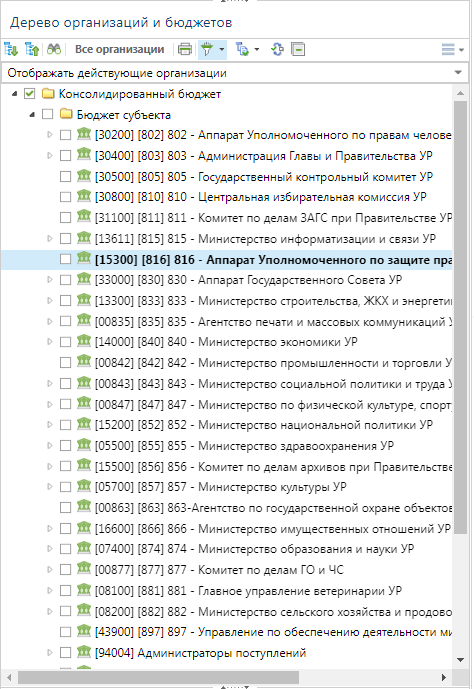 Дерево организаций и бюджетов
Все организации
Отображать действующие организации
Консолидированный бюджет
Бюджет субъекта
[30200] [802] 802 - Аппарат Уполномоченного по правам челове
[30400] [803] 803 - Администрация Главы и Правительства УР
[30500] [805] 805 - Государственный контрольный комитет УР
[30800] [810] 810 - Центральная избирательная комиссия УР
[31100] [811] 811 - Комитет по делам ЗАГС при Правительстве УР
[13611] [815] 815 - Министерство информатизации и связи УР
[15300] [816] 816 - Аппарат Уполномоченного по защите пра
[33000] [830] 830 - Аппарат Государственного Совета УР
[13300] [833] 833 - Министерство строительства, ЖКХ и энергети
[00835] [835] 835 - Агентство печати и массовых коммуникаций У
[14000] [840] 840 - Министерство экономики УР
[00842] [842] 842 - Министерство промышленности и торговли У
[00843] [843] 843 - Министерство социальной политики и труда У
[00847] [847] 847 - Министерство по физической культуре, спорт
[15200] [852] 852 - Министерство национальной политики УР
[05500] [855] 855 - Министерство здравоохранения УР
[15500] [856] 856 - Комитет по делам архивов при Правительстве
[05700] [857] 857 - Министерство культуры УР
[00863] [863] 863-Агентство по государственной охране объектов
[16600] [866] 866 - Министерство имущественных отношений УР
[07400] [874] 874 - Министерство образования и науки УР
[00877] [877] 877 - Комитет по делам ГО и ЧС
[08100] [881] 881 - Главное управление ветеринарии УР
[08200] [882] 882 - Министерство сельского хозяйства и продово
[43900] [897] 897 - Управление по обеспечению деятельности ми
[94004] Администраторы поступлений